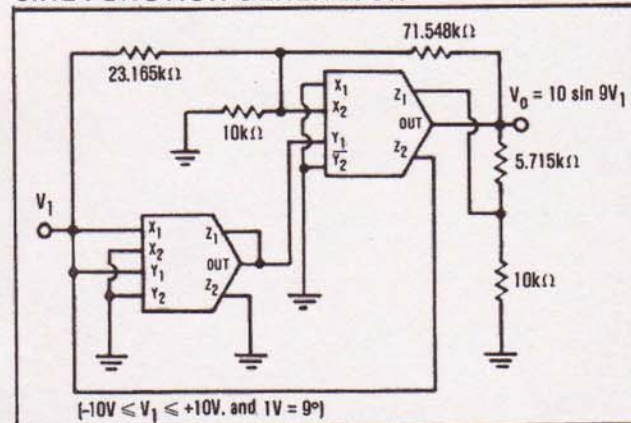 71.548kΩ
23.165kΩ
X₁
X₂
Y₁
Y₂
Z₁
OUT
Z₂
V₀ = 10 sin 9V₁
10kΩ
5.715kΩ
V₁
X₁
X₂
Y₁
Y₂
Z₁
OUT
Z₂
10kΩ
(-10V ≤ V₁ ≤ +10V, and 1V = 9°)